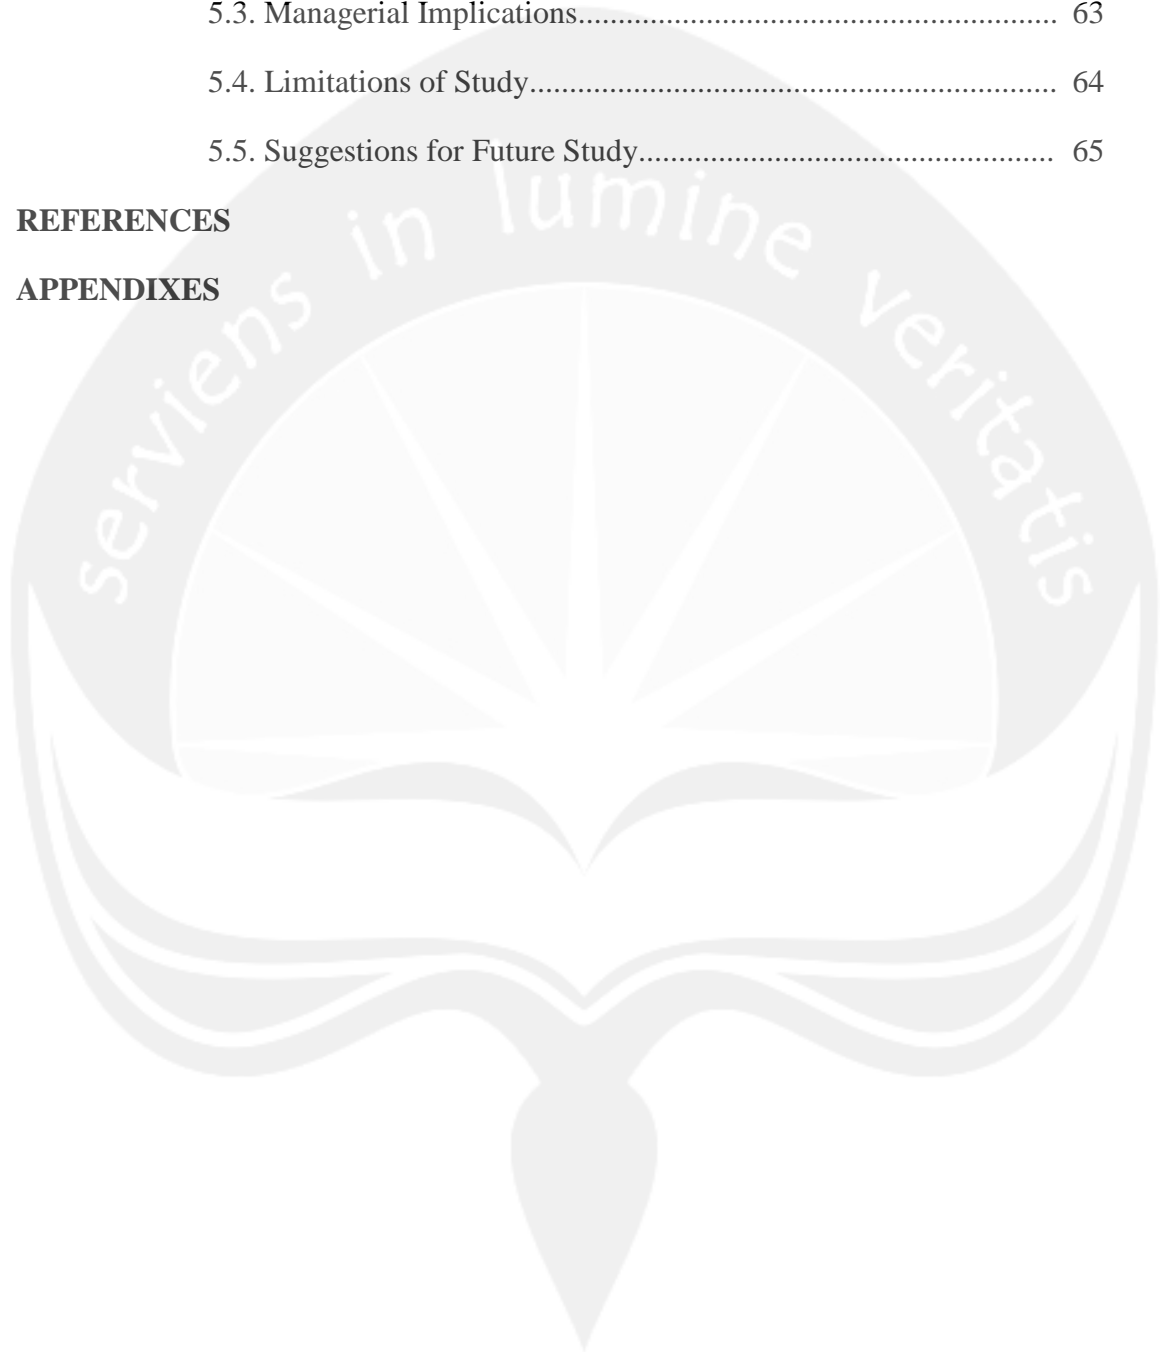 5.3. Managerial Implications............................................................ 63
5.4. Limitations of Study.................................................................. 64
5.5. Suggestions for Future Study.................................................... 65
REFERENCES
APPENDIXES
serviens in lumine veritatis